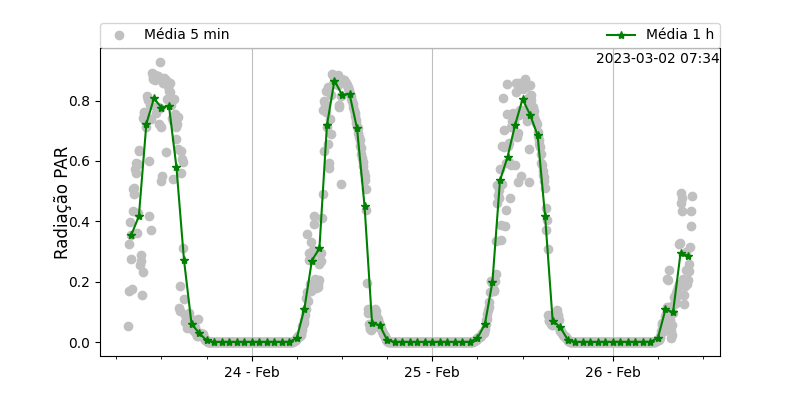 Média 5 min
Média 1 h
2023-03-02 07:34
Radiação PAR
0.8
0.6
0.4
0.2
0.0
24 - Feb
25 - Feb
26 - Feb